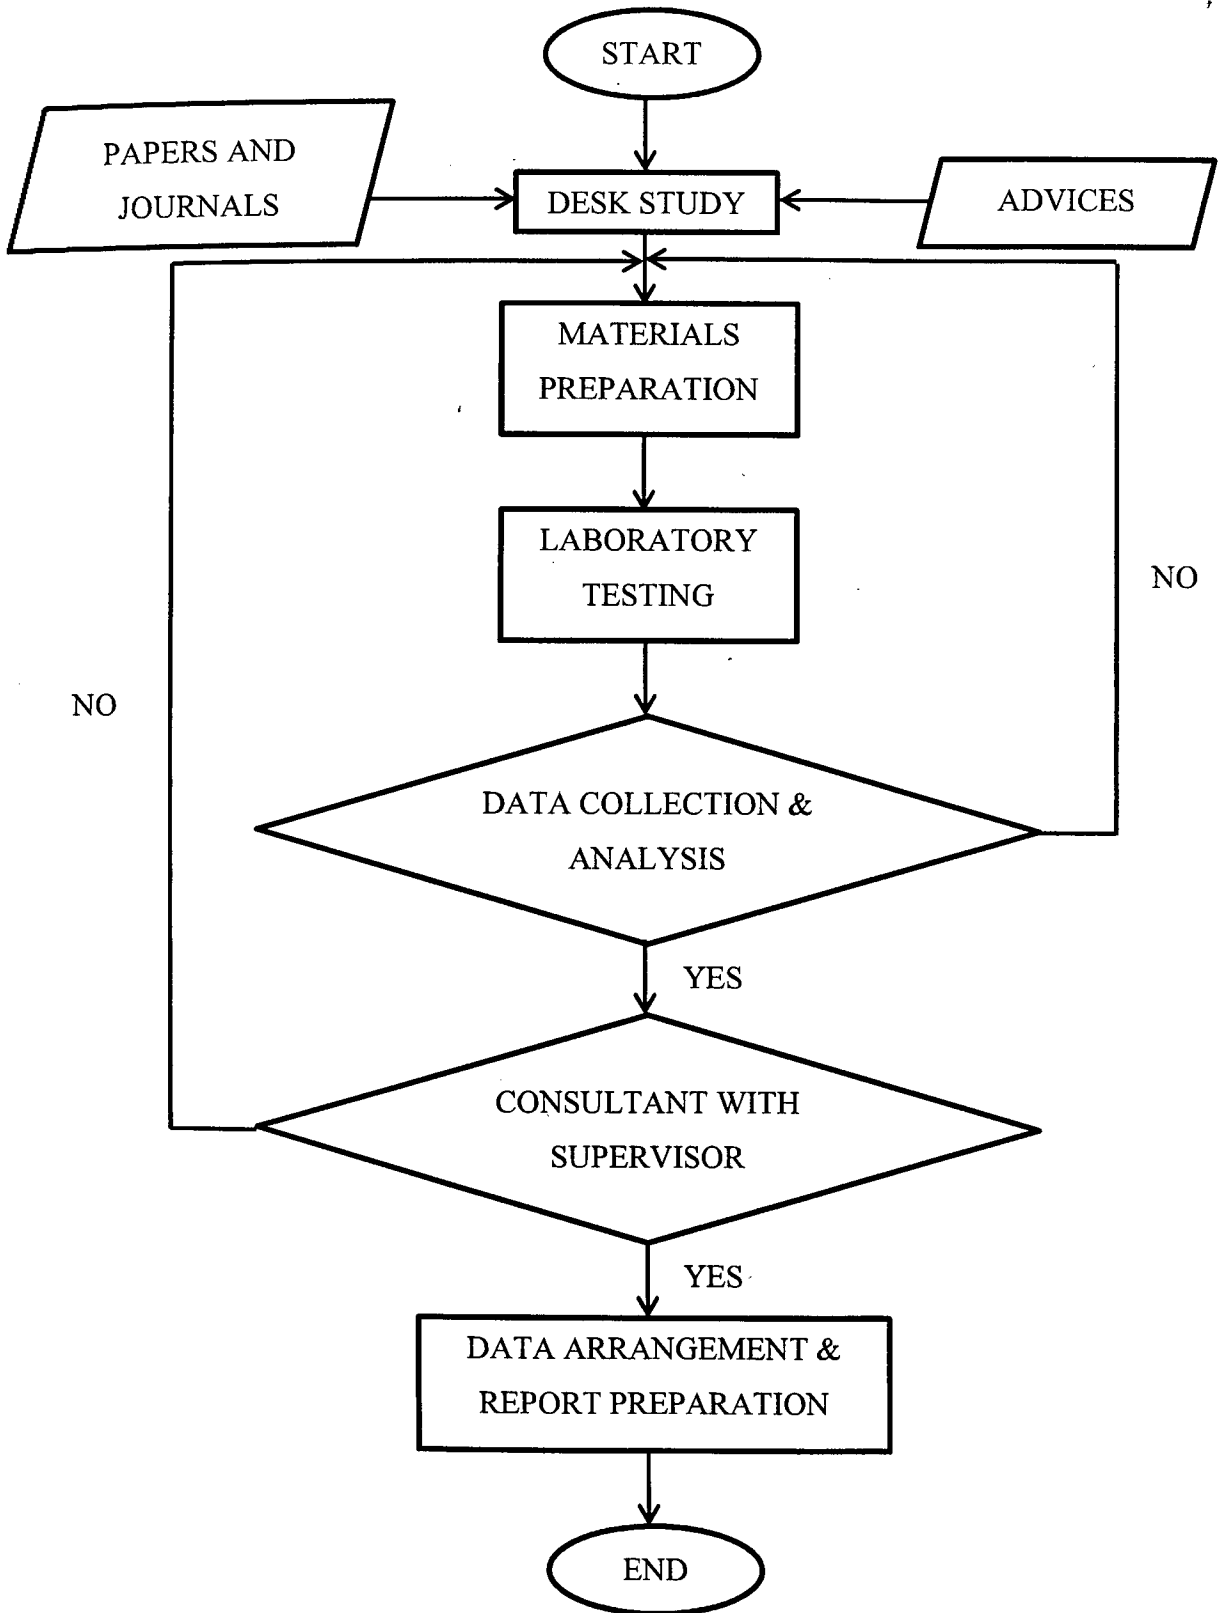 START
PAPERS AND
JOURNALS
DESK STUDY
ADVICES
MATERIALS
PREPARATION
LABORATORY
TESTING
NO
NO
DATA COLLECTION &
ANALYSIS
YES
CONSULTANT WITH
SUPERVISOR
YES
DATA ARRANGEMENT &
REPORT PREPARATION
END